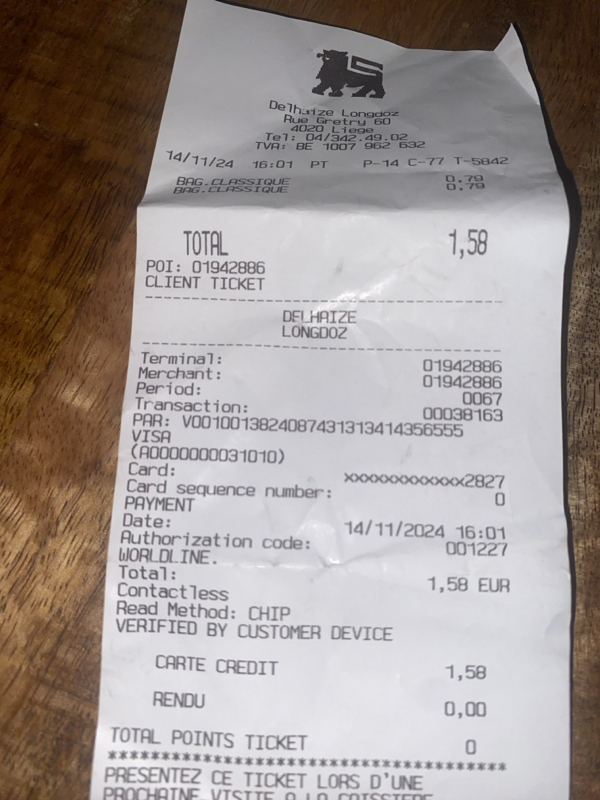 Delhaize Longdoz
Rue Gretry 60
4020 Liege
Tel: 04/342.49.02
TVA: BE 1007 962 632
14/11/24 16:01 PT P-14 C-77 T-5842
BAG.CLASSIQUE 0.79
BAG.CLASSIQUE 0.79
TOTAL 1,58
POI: 01942886
CLIENT TICKET
--------------------------------
DELHAIZE
LONGDOZ
--------------------------------
Terminal: 01942886
Merchant: 01942886
Period: 0067
Transaction: 00038163
PAR: V0010013824087431313414356555
VISA
(A0000000031010)
Card: xxxxxxxxxxxx2827
Card sequence number: 0
PAYMENT
Date: 14/11/2024 16:01
Authorization code: 001227
WORLDLINE.
Total: 1,58 EUR
Contactless
Read Method: CHIP
VERIFIED BY CUSTOMER DEVICE
CARTE CREDIT 1,58
RENDU 0,00
TOTAL POINTS TICKET 0
****************************************
PRESENTEZ CE TICKET LORS D'UNE
PROCHAINE VISITE A LA CAISSIERE